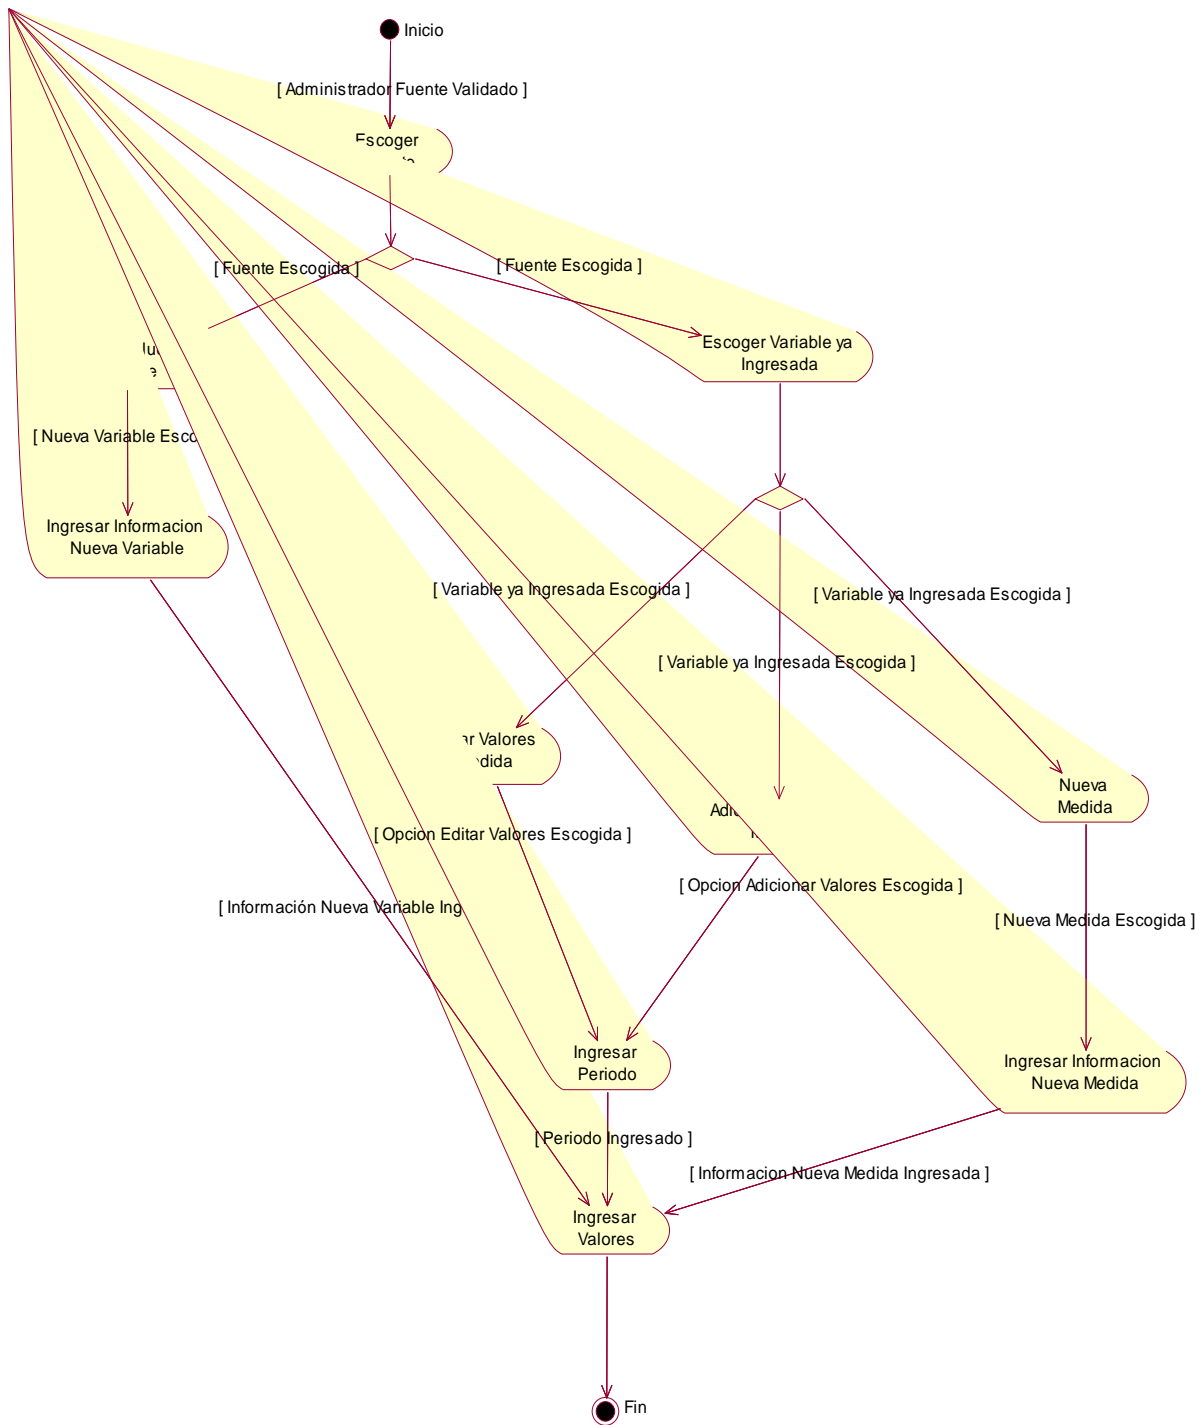 Inicio
[ Administrador Fuente Validado ]
Escoger
[ Fuente Escogida ]
[ Fuente Escogida ]
Escoger Variable ya
Ingresada
[ Nueva Variable
Ingresar Informacion
Nueva Variable
[ Variable ya Ingresada Escogida ]
[ Variable ya Ingresada Escogida ]
[ Variable ya Ingresada Escogida ]
Valores
Nueva
Medida
[ Opcion Editar Valores Escogida ]
[ Opcion Adicionar Valores Escogida ]
[ Información Nueva Variable
[ Nueva Medida Escogida ]
Ingresar
Periodo
Ingresar Informacion
Nueva Medida
[ Periodo Ingresado ]
[ Informacion Nueva Medida Ingresada ]
Ingresar
Valores
Fin